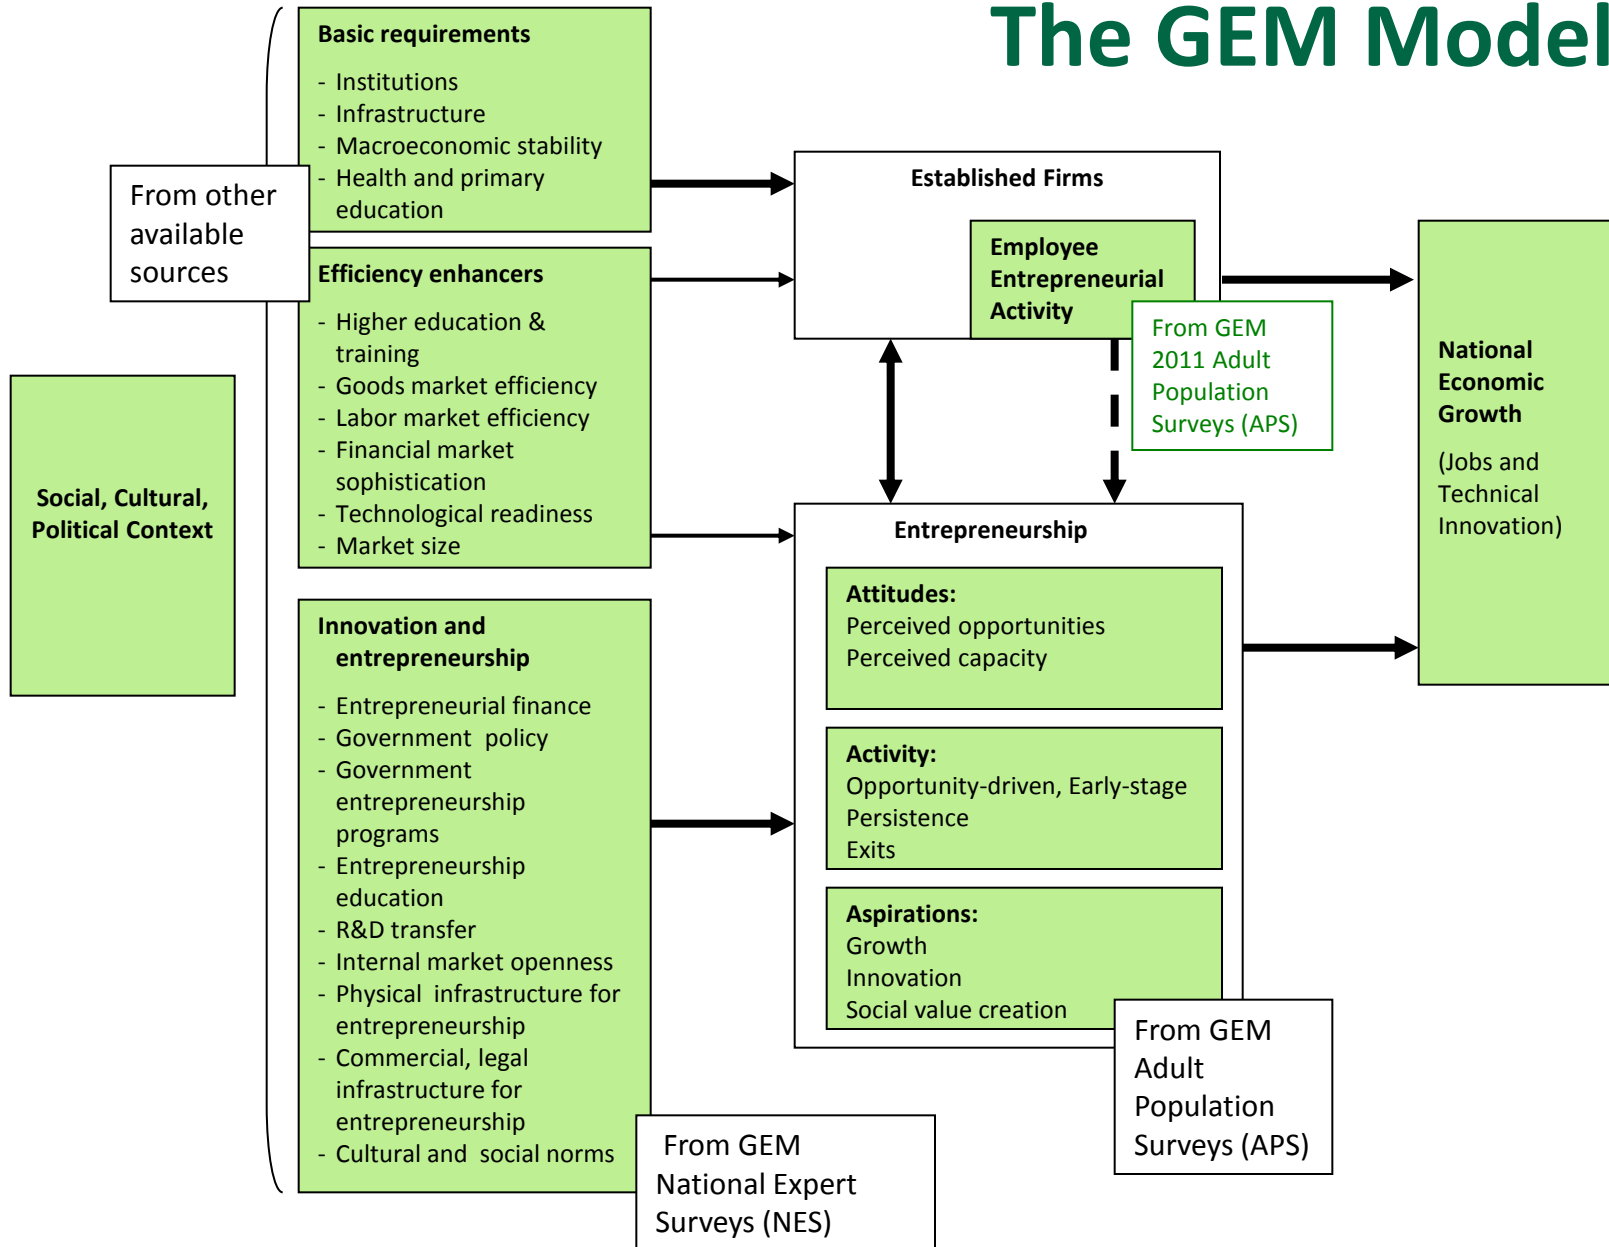 The GEM Model
Basic requirements
- Institutions
- Infrastructure
- Macroeconomic stability
- Health and primary
education
From other
available
sources
Efficiency enhancers
- Higher education &
training
- Goods market efficiency
- Labor market efficiency
- Financial market
sophistication
- Technological readiness
- Market size
Social, Cultural,
Political Context
Innovation and
entrepreneurship
- Entrepreneurial finance
- Government policy
- Government
entrepreneurship
programs
- Entrepreneurship
education
- R&D transfer
- Internal market openness
- Physical infrastructure for
entrepreneurship
- Commercial, legal
infrastructure for
entrepreneurship
- Cultural and social norms
From GEM
National Expert
Surveys (NES)
Established Firms
Employee
Entrepreneurial
Activity
From GEM
2011 Adult
Population
Surveys (APS)
Entrepreneurship
Attitudes:
Perceived opportunities
Perceived capacity
Activity:
Opportunity-driven, Early-stage
Persistence
Exits
Aspirations:
Growth
Innovation
Social value creation
From GEM
Adult
Population
Surveys (APS)
National
Economic
Growth
(Jobs and
Technical
Innovation)